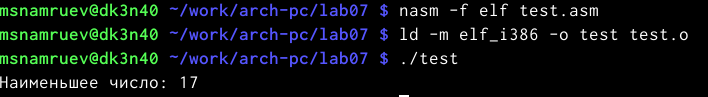 msnamruev@dk3n40 ~/work/arch-pc/lab07 $ nasm -f elf test.asm
msnamruev@dk3n40 ~/work/arch-pc/lab07 $ ld -m elf_i386 -o test test.o
msnamruev@dk3n40 ~/work/arch-pc/lab07 $ ./test
Наименьшее число: 17